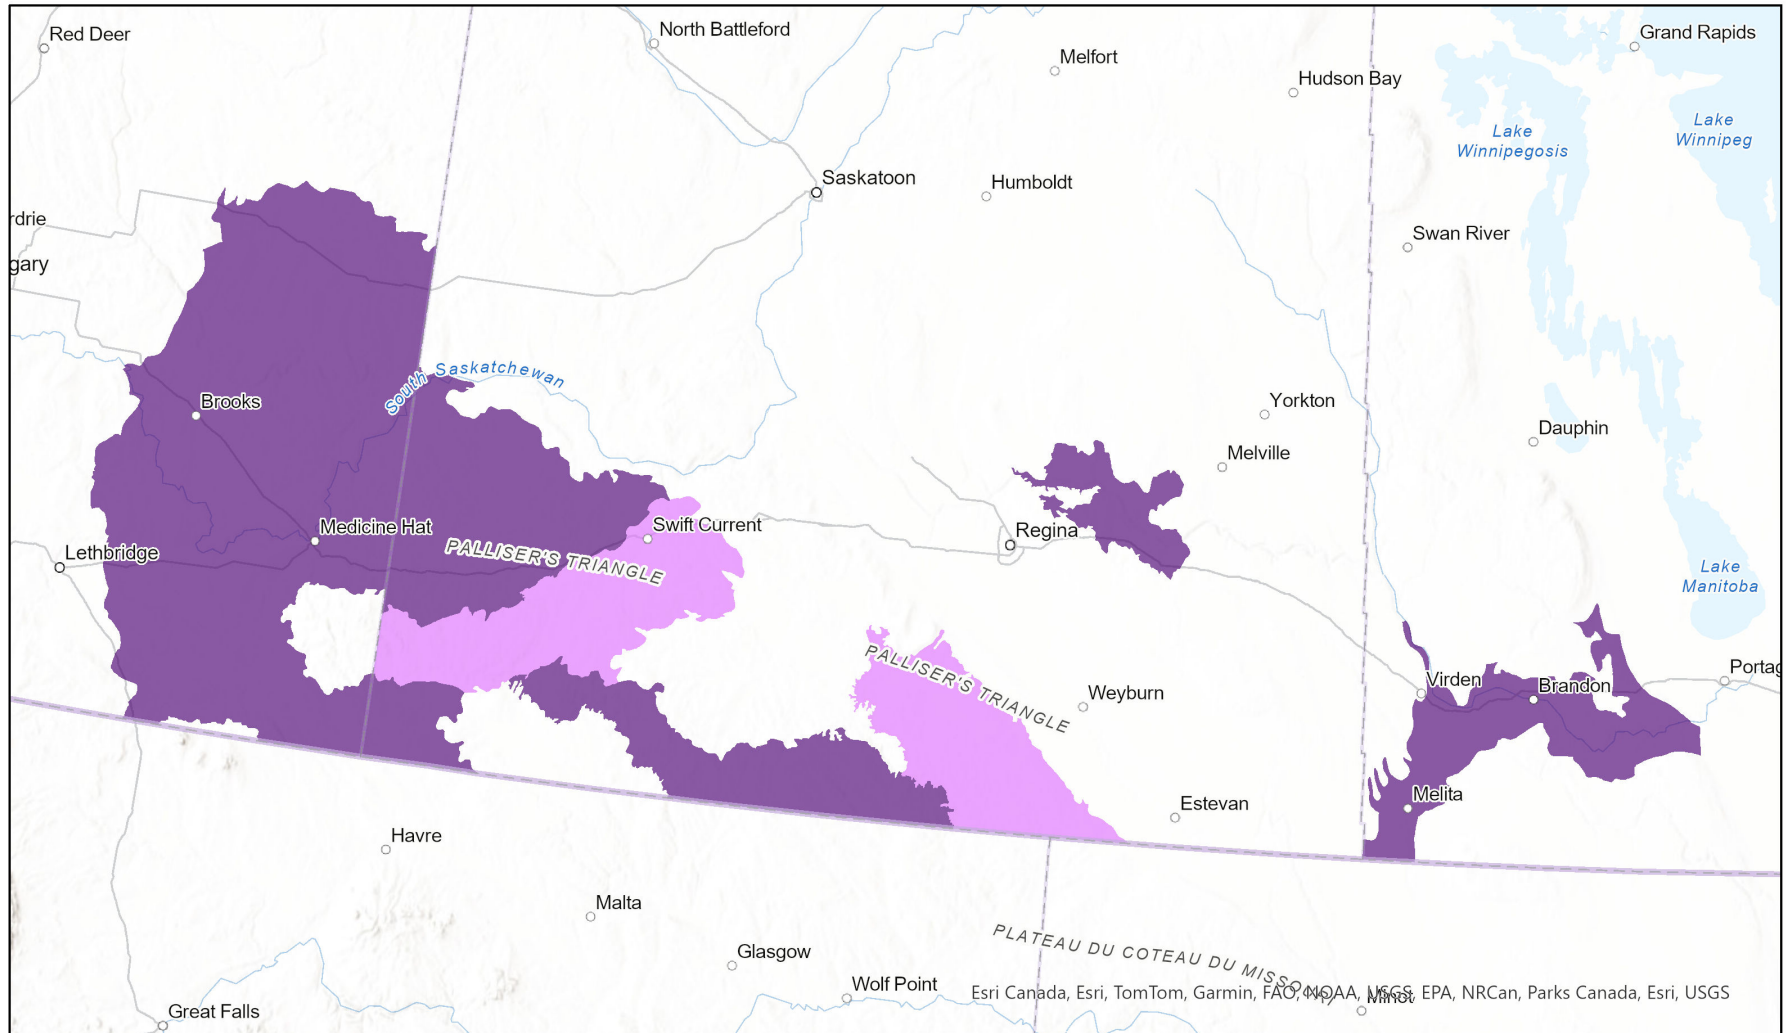 Red Deer
North Battleford
Melfort
Grand Rapids
Hudson Bay
Lake
Winnipegosis
Lake
Winnipeg
Saskatoon
Humboldt
rdrie
Swan River
gary
South Saskatchewan
Brooks
Yorkton
Dauphin
Melville
Medicine Hat
Swift Current
Regina
Lethbridge
PALLISER'S TRIANGLE
Lake
Manitoba
PALLISER'S TRIANGLE
Weyburn
Virden
Brandon
Portag
Melita
Estevan
Havre
Malta
Glasgow
PLATEAU DU COTEAU DU MISSOURI
Wolf Point
Minot
Esri Canada, Esri, TomTom, Garmin, FAO, NOAA, USGS, EPA, NRCan, Parks Canada, Esri, USGS
Great Falls